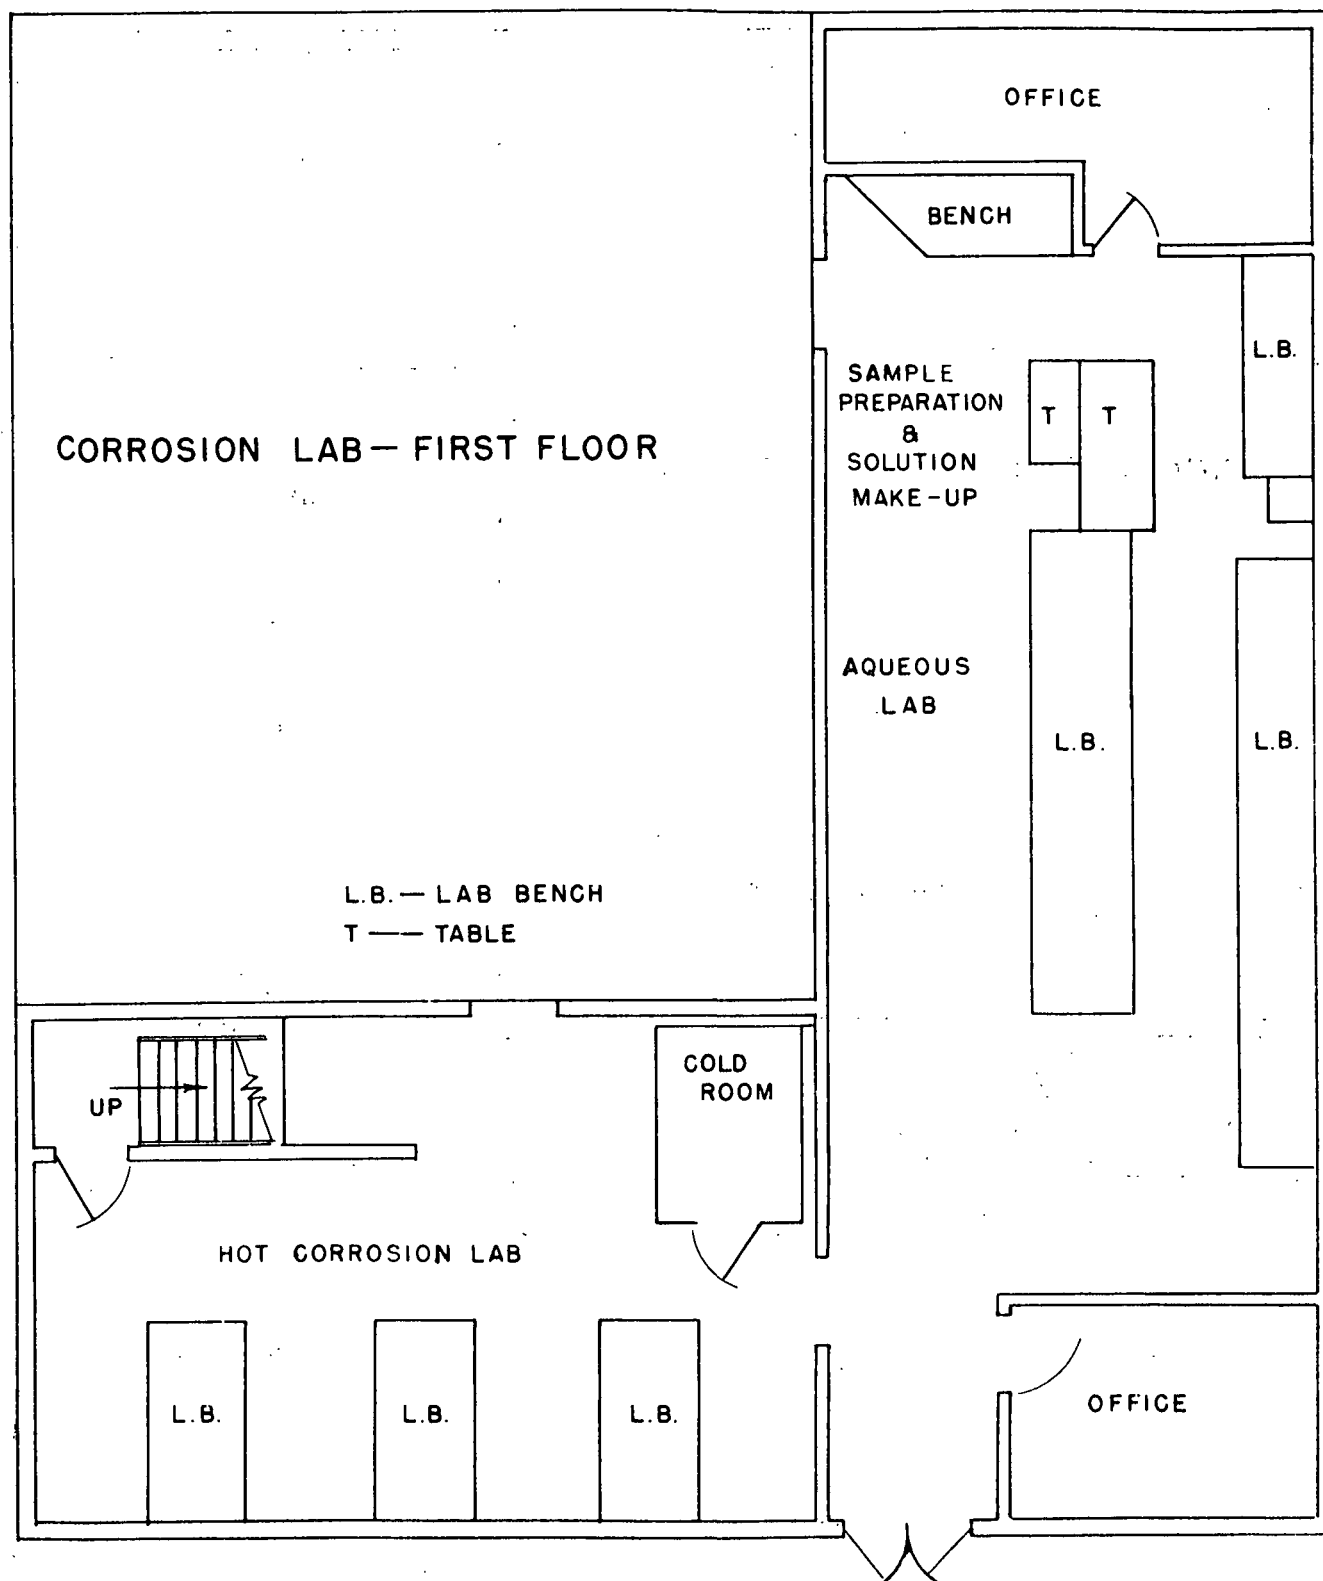 OFFICE
BENCH
L.B.
SAMPLE
PREPARATION
&
SOLUTION
MAKE-UP
T T
CORROSION LAB — FIRST FLOOR
AQUEOUS
LAB
L.B.
L.B.
L.B. — LAB BENCH
T —— TABLE
COLD
ROOM
UP
HOT CORROSION LAB
L.B.
L.B.
L.B.
OFFICE